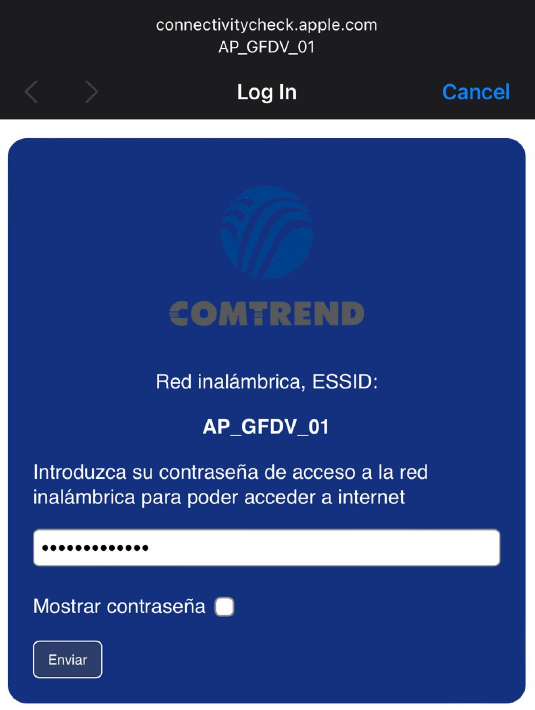 connectivitycheck.apple.com
AP_GFDV_01
Log In
Cancel
COMTREND
Red inalámbrica, ESSID:
AP_GFDV_01
Introduzca su contraseña de acceso a la red
inalámbrica para poder acceder a internet
•••••••••••••
Mostrar contraseña
Enviar